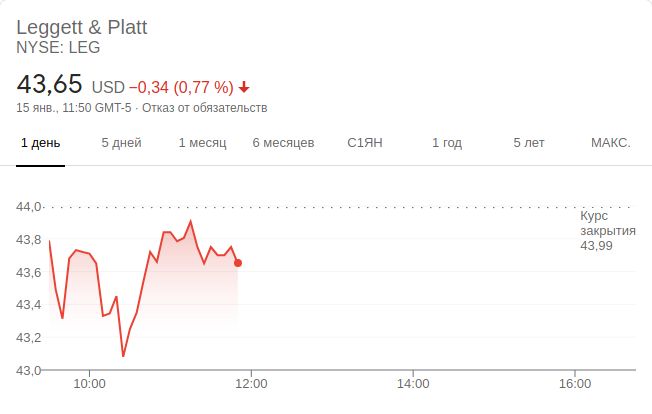 Leggett & Platt
NYSE: LEG
43,65 USD −0,34 (0,77 %)
15 янв., 11:50 GMT-5 · Отказ от обязательств
1 день 5 дней 1 месяц 6 месяцев С1ЯН 1 год 5 лет МАКС.
44,0
Курс
закрытия
43,99
43,8
43,6
43,4
43,2
43,0
10:00 12:00 14:00 16:00